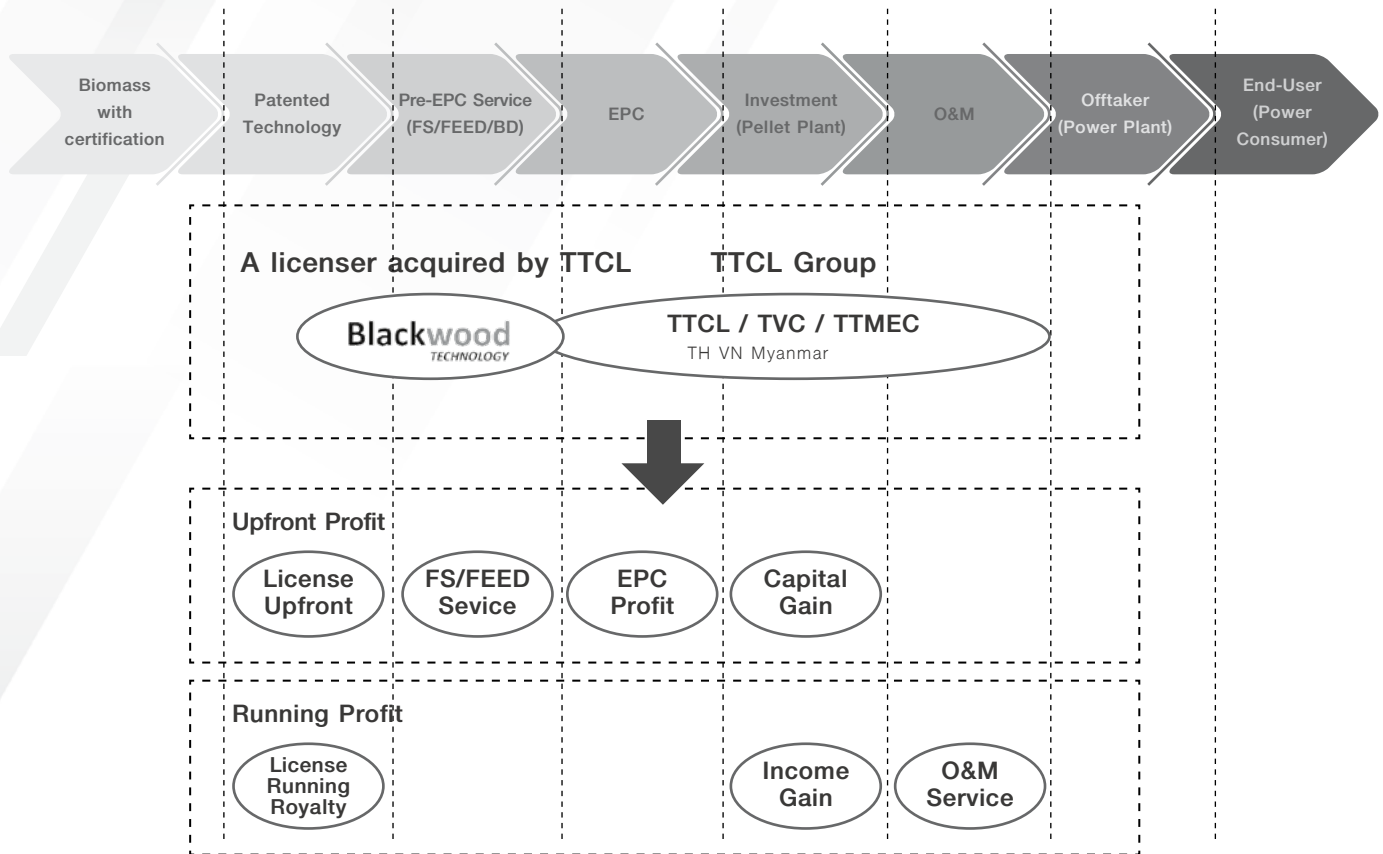 Biomass
with
certification
Patented
Technology
Pre-EPC Service
(FS/FEED/BD)
EPC
Investment
(Pellet Plant)
O&M
Offtaker
(Power Plant)
End-User
(Power
Consumer)
A licenser acquired by TTCL
TTCL Group
Blackwood
TECHNOLOGY
TTCL / TVC / TTMEC
TH VN Myanmar
Upfront Profit
License
Upfront
FS/FEED
Sevice
EPC
Profit
Capital
Gain
Running Profit
License
Running
Royalty
Income
Gain
O&M
Service